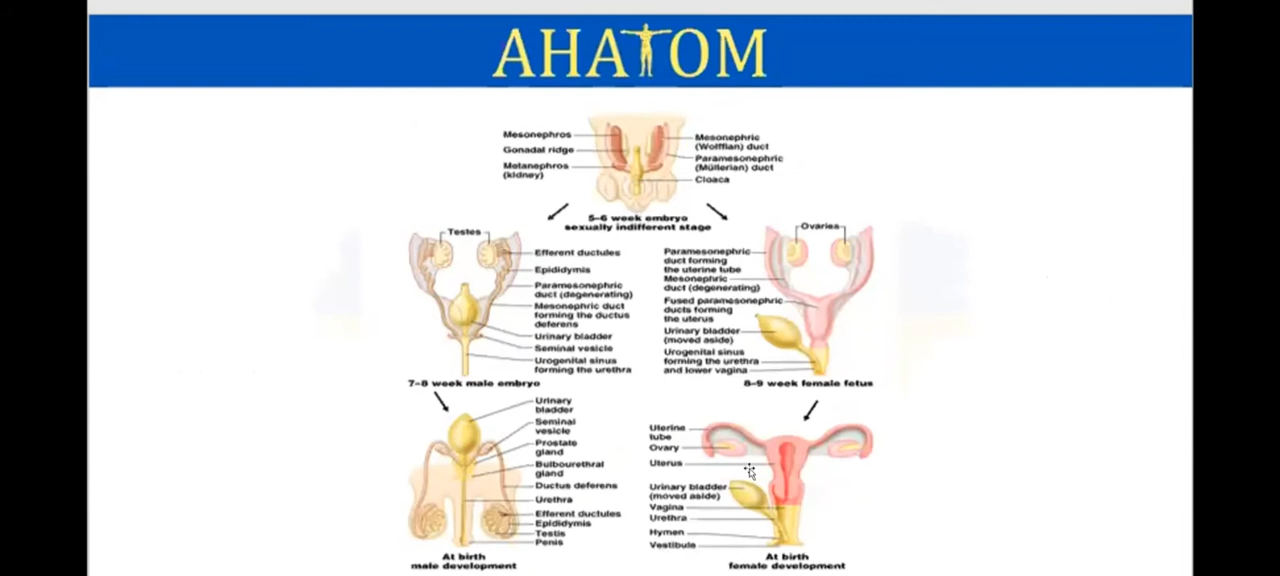 AHATOM
Mesonephros
Gonadal ridge
Metanephros
(kidney)
Mesonephric
(Wolffian) duct
Paramesonephric
(Müllerian) duct
Cloaca
5–6 week embryo
sexually indifferent stage
Testes
Efferent ductules
Epididymis
Paramesonephric
duct (degenerating)
Mesonephric duct
forming the ductus
deferens
Urinary bladder
Seminal vesicle
Urogenital sinus
forming the urethra
7–8 week male embryo
Ovaries
Paramesonephric
duct forming
the uterine tube
Mesonephric
duct (degenerating)
Fused paramesonephric
ducts forming
the uterus
Urinary bladder
(moved aside)
Urogenital sinus
forming the urethra
and lower vagina
8–9 week female fetus
Urinary
bladder
Seminal
vesicle
Prostate
gland
Bulbourethral
gland
Ductus deferens
Urethra
Efferent ductules
Epididymis
Testis
Penis
At birth
male development
Uterine
tube
Ovary
Uterus
Urinary bladder
(moved aside)
Vagina
Urethra
Hymen
Vestibule
At birth
female development